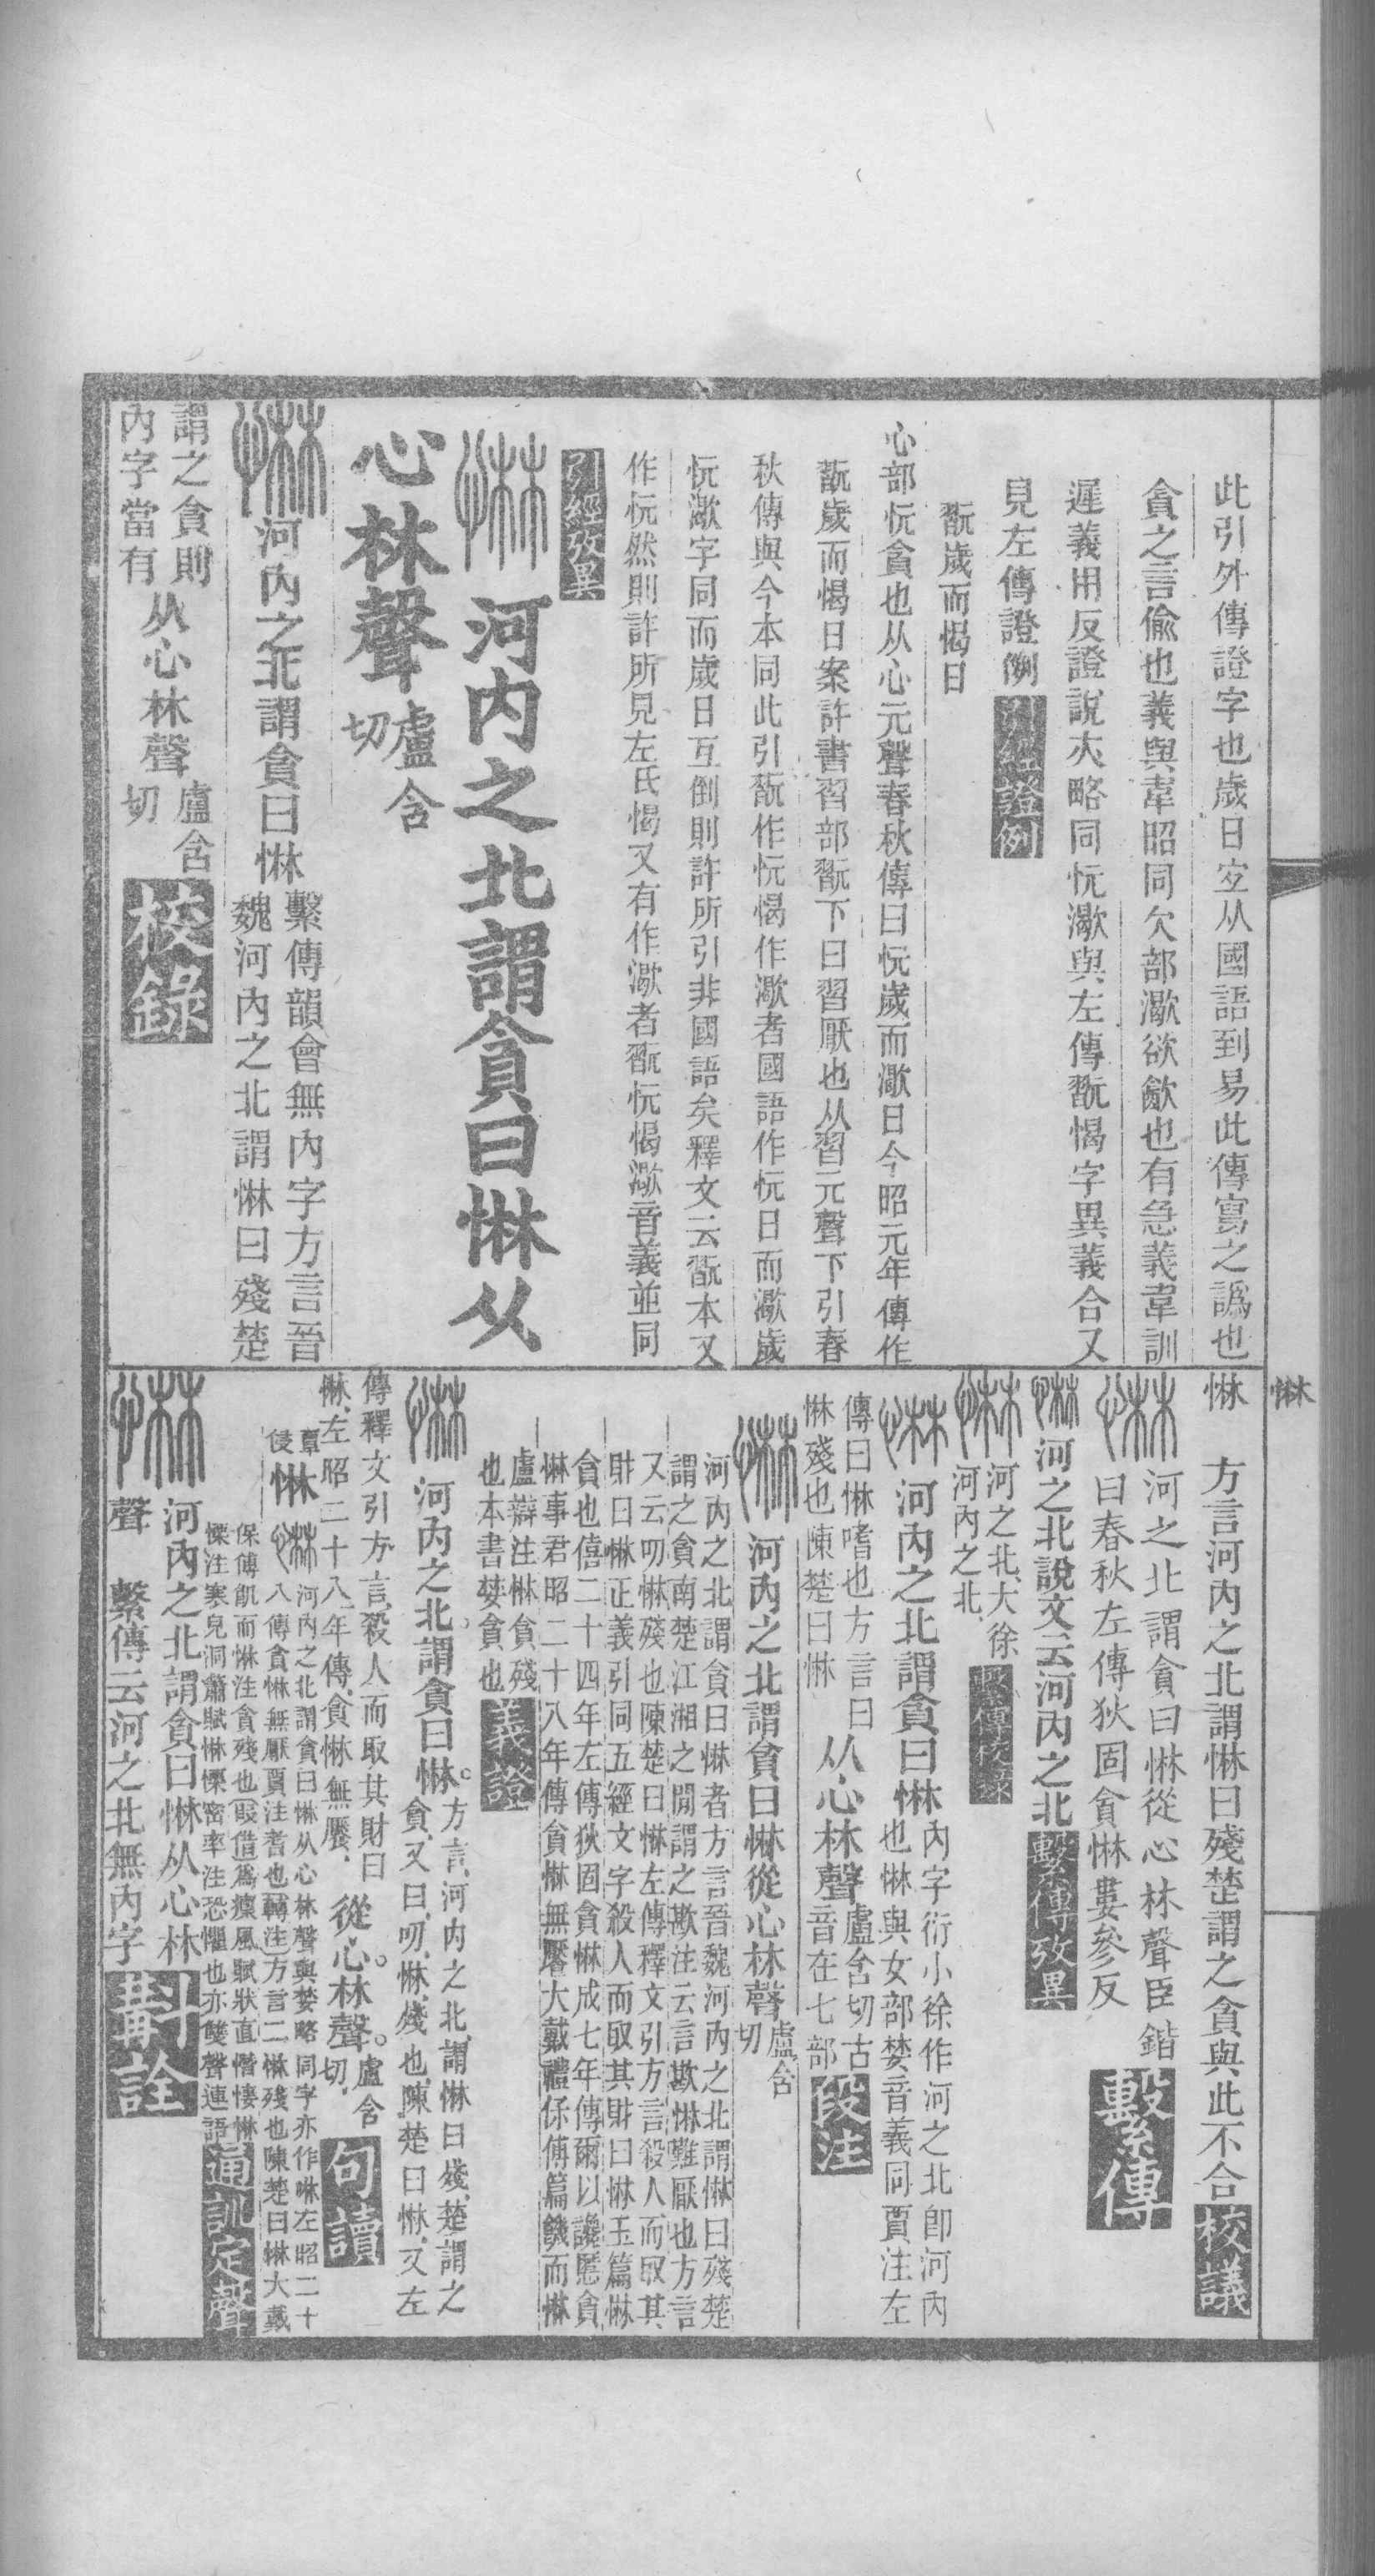 此引外傳證字也歲日㝎从國語到易此傳寫之譌也
貪之言偷也義與韋昭同欠部㵣欲歠也有急義韋訓
遲義用反證說大略同忨㵣與左傳翫愒字異義合又
見左傳證例 引經證例
翫歲而愒日
心部忨貪也从心元聲春秋傳曰忨歲而㵣日今昭元年傳作
翫歲而愒日案許書習部翫下曰習厭也从習元聲下引春
秋傳與今本同此引翫作忨愒作㵣者國語作忨日而㵣歲
忨㵣字同而歲日互倒則許所引非國語矣釋文云翫本又
作忨然則許所見左氏愒又有作㵣者翫忨愒㵣音義並同
引經攷異
惏 河內之北謂貪曰惏从
心林聲 盧含
切
惏 河內之北謂貪曰惏 繫傳韻會無內字方言晉
魏河內之北謂惏曰殘楚
謂之貪則
內字當有 从心林聲 盧含
切 校錄
惏
惏 方言河內之北謂惏曰殘楚謂之貪與此不合 校議
惏 河之北謂貪曰惏從心林聲臣鍇
曰春秋左傳狄固貪惏婁參反 繫傳
惏 河之北說文云河內之北 繫傳攷異
惏 河之北大徐
河內之北 繫傳校錄
惏 河內之北謂貪曰惏 內字衍小徐作河之北卽河內
也惏與女部婪音義同賈注左
傳曰惏嗜也方言曰
惏殘也陳楚曰惏 从心林聲 盧含切古
音在七部 段注
惏 河內之北謂貪曰惏從心林聲 盧含
切
河內之北謂貪曰惏者方言晉魏河內之北謂惏曰殘楚
謂之貪南楚江湘之閒謂之欺注云言欺惏難厭也方言
又云叨惏殘也陳楚曰惏左傳釋文引方言殺人而取其
財曰惏正義引同五經文字殺人而取其財曰惏玉篇惏
貪也僖二十四年左傳狄固貪惏成七年傳爾以讒慝貪
惏事君昭二十八年傳貪惏無饜大戴禮保傅篇饑而惏
盧辯注惏貪殘
也本書婪貪也 義證
惏 河內之北謂貪曰惏 方言河內之北謂惏曰殘楚謂之
貪又曰叨惏殘也陳楚曰惏又左
傳釋文引方言殺人而取其財曰
惏左昭二十八年傳貪惏無饜 從心林聲 盧含
切 句讀
覃
侵 惏 惏 河內之北謂貪曰惏从心林聲與婪略同字亦作啉左昭二十
八傳貪惏無厭賈注耆也轉注方言二惏殘也陳楚曰惏大戴
保傅飢而惏注貪殘也叚借爲㾕風賦狀直憯悽惏
慄注寒皃洞簫賦惏慄密率注恐懼也亦雙聲連語 通訓定聲
惏 河內之北謂貪曰惏从心林
聲 繫傳云河之北無內字 斠詮